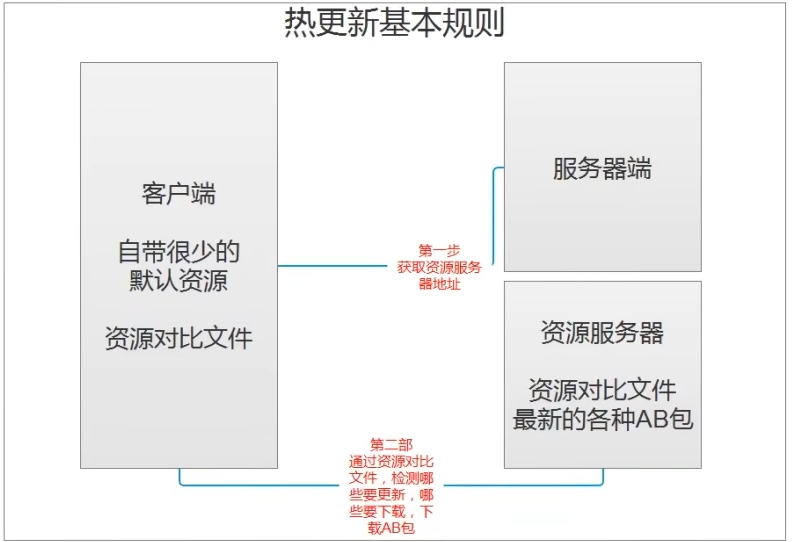 热更新基本规则
客户端
自带很少的
默认资源
资源对比文件
第一步
获取资源服务
器地址
服务器端
资源服务器
资源对比文件
最新的各种AB包
第二部
通过资源对比
文件，检测哪
些要更新，哪
些要下载，下
载AB包